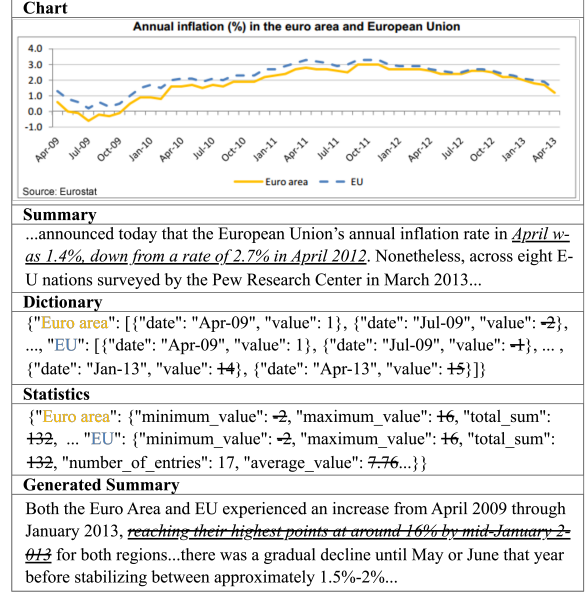 Chart
Annual inflation (%) in the euro area and European Union
4.0
3.0
2.0
1.0
0.0
-1.0
Apr-09
Jul-09
Oct-09
Jan-10
Apr-10
Jul-10
Oct-10
Jan-11
Apr-11
Jul-11
Oct-11
Jan-12
Apr-12
Jul-12
Oct-12
Jan-13
Apr-13
Euro area
EU
Source: Eurostat
Summary
...announced today that the European Union's annual inflation rate in April w-
as 1.4%, down from a rate of 2.7% in April 2012. Nonetheless, across eight E-
U nations surveyed by the Pew Research Center in March 2013...
Dictionary
{"Euro area": [{"date": "Apr-09", "value": 1}, {"date": "Jul-09", "value": -2},
..., "EU": [{"date": "Apr-09", "value": 1}, {"date": "Jul-09", "value": -1}, ... ,
{"date": "Jan-13", "value": 14}, {"date": "Apr-13", "value": 15}]}
Statistics
{"Euro area": {"minimum_value": -2, "maximum_value": 16, "total_sum":
132, ... "EU": {"minimum_value": -2, "maximum_value": 16, "total_sum":
132, "number_of_entries": 17, "average_value": 7.76...}}
Generated Summary
Both the Euro Area and EU experienced an increase from April 2009 through
January 2013, reaching their highest points at around 16% by mid-January 2-
013 for both regions...there was a gradual decline until May or June that year
before stabilizing between approximately 1.5%-2%...